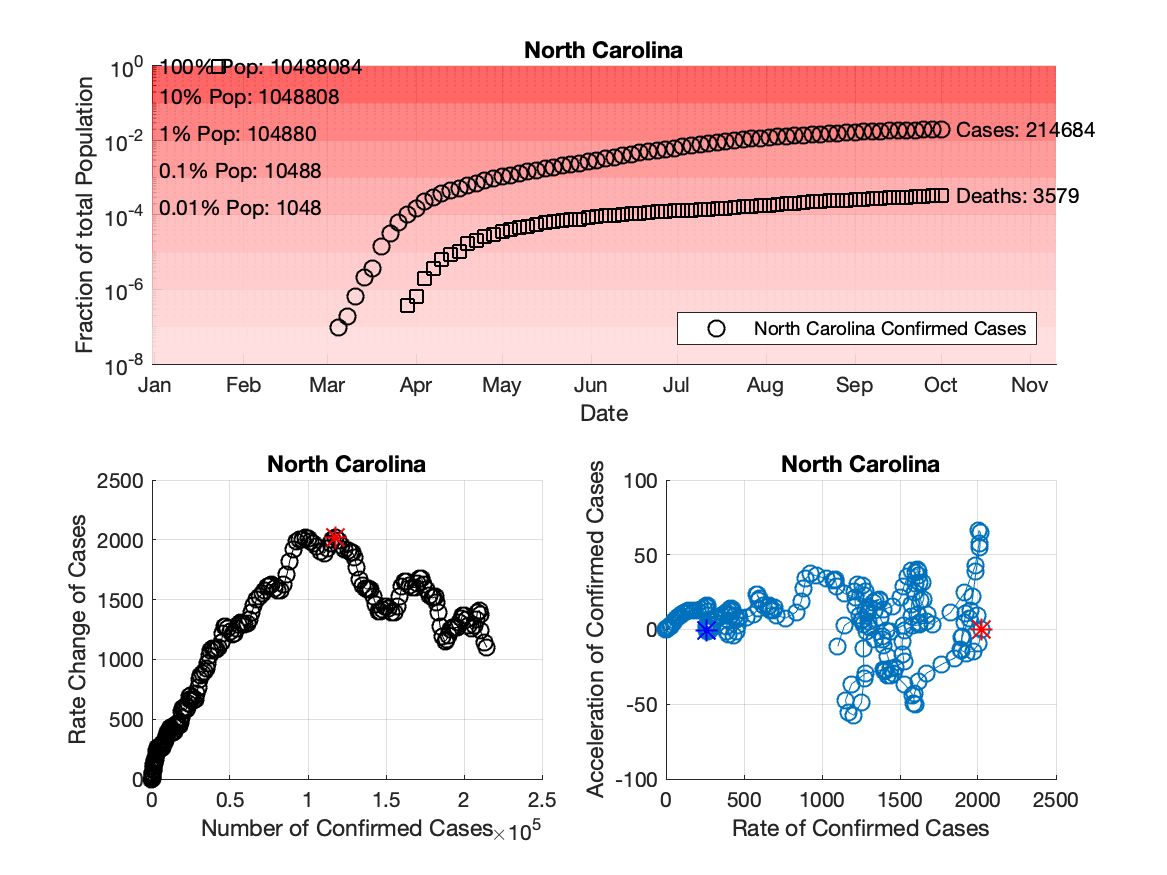 North Carolina
10^0
10^-2
10^-4
10^-6
10^-8
Fraction of total Population
100% Pop: 10488084
10% Pop: 1048808
1% Pop: 104880
0.1% Pop: 10488
0.01% Pop: 1048
Cases: 214684
Deaths: 3579
North Carolina Confirmed Cases
Jan Feb Mar Apr May Jun Jul Aug Sep Oct Nov
Date
North Carolina
2500
2000
1500
1000
500
0
Rate Change of Cases
0 0.5 1 1.5 2 2.5
Number of Confirmed Cases ×10^5
North Carolina
100
50
0
-50
-100
Acceleration of Confirmed Cases
0 500 1000 1500 2000 2500
Rate of Confirmed Cases